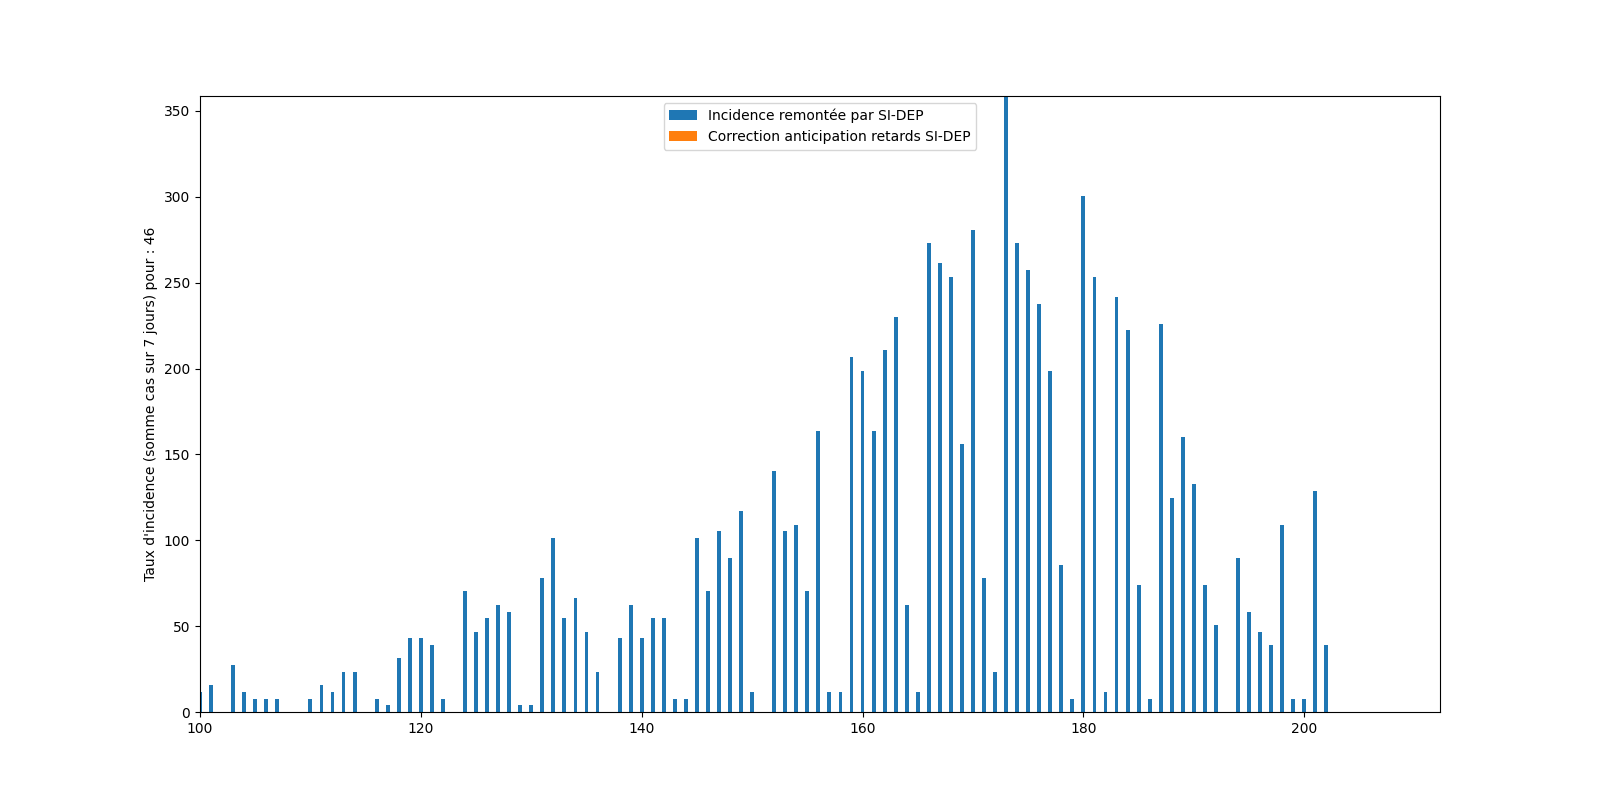 Incidence remontée par SI-DEP
Correction anticipation retards SI-DEP
Taux d'incidence (somme cas sur 7 jours) pour : 46
350
300
250
200
150
100
50
0
100 120 140 160 180 200